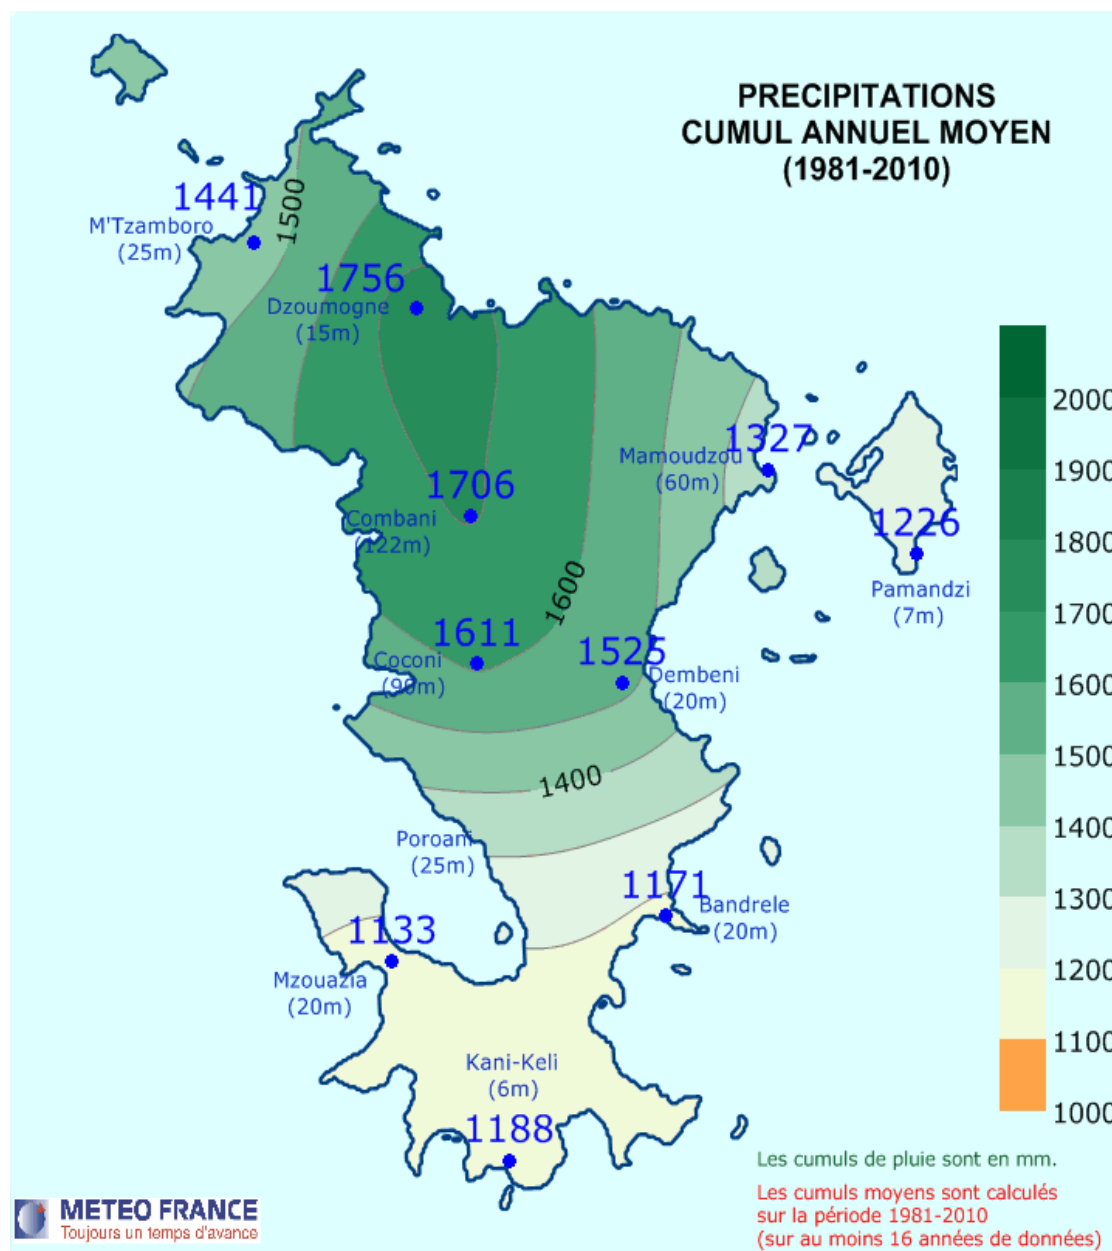 PRECIPITATIONS
CUMUL ANNUEL MOYEN
(1981-2010)
1441
M'Tzamboro
(25m)
1500
1756
Dzoumogne
(15m)
1327
Mamoudzou
(60m)
1706
Combani
(122m)
1226
Pamandzi
(7m)
1600
1611
Coconi
(90m)
1525
Dembeni
(20m)
1400
Poroani
(25m)
1171
Bandrele
(20m)
1133
Mzouazia
(20m)
Kani-Keli
(6m)
1188
2000
1900
1800
1700
1600
1500
1400
1300
1200
1100
1000
Les cumuls de pluie sont en mm.
Les cumuls moyens sont calculés
sur la période 1981-2010
(sur au moins 16 années de données)
METEO FRANCE
Toujours un temps d'avance